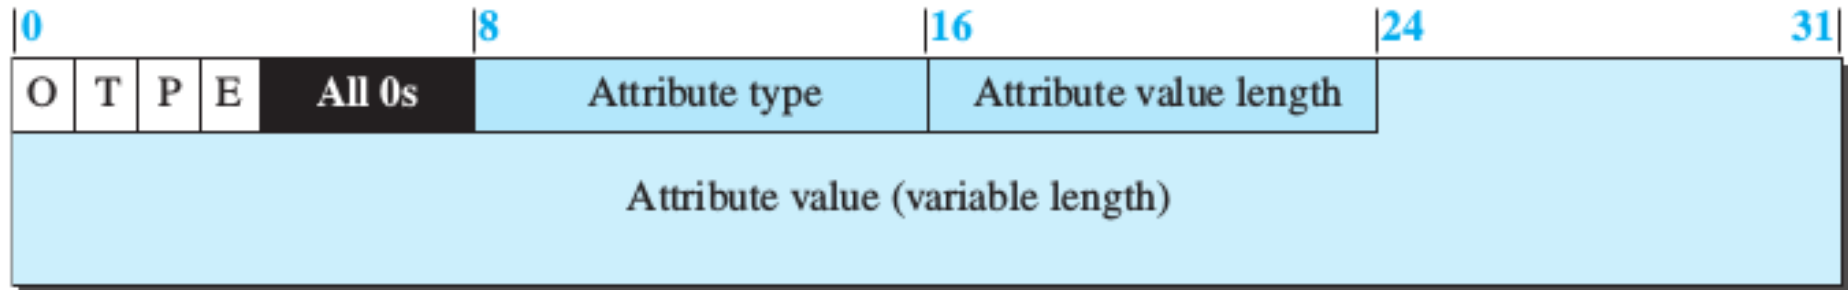 0 8 16 24 31
O T P E All 0s Attribute type Attribute value length
Attribute value (variable length)